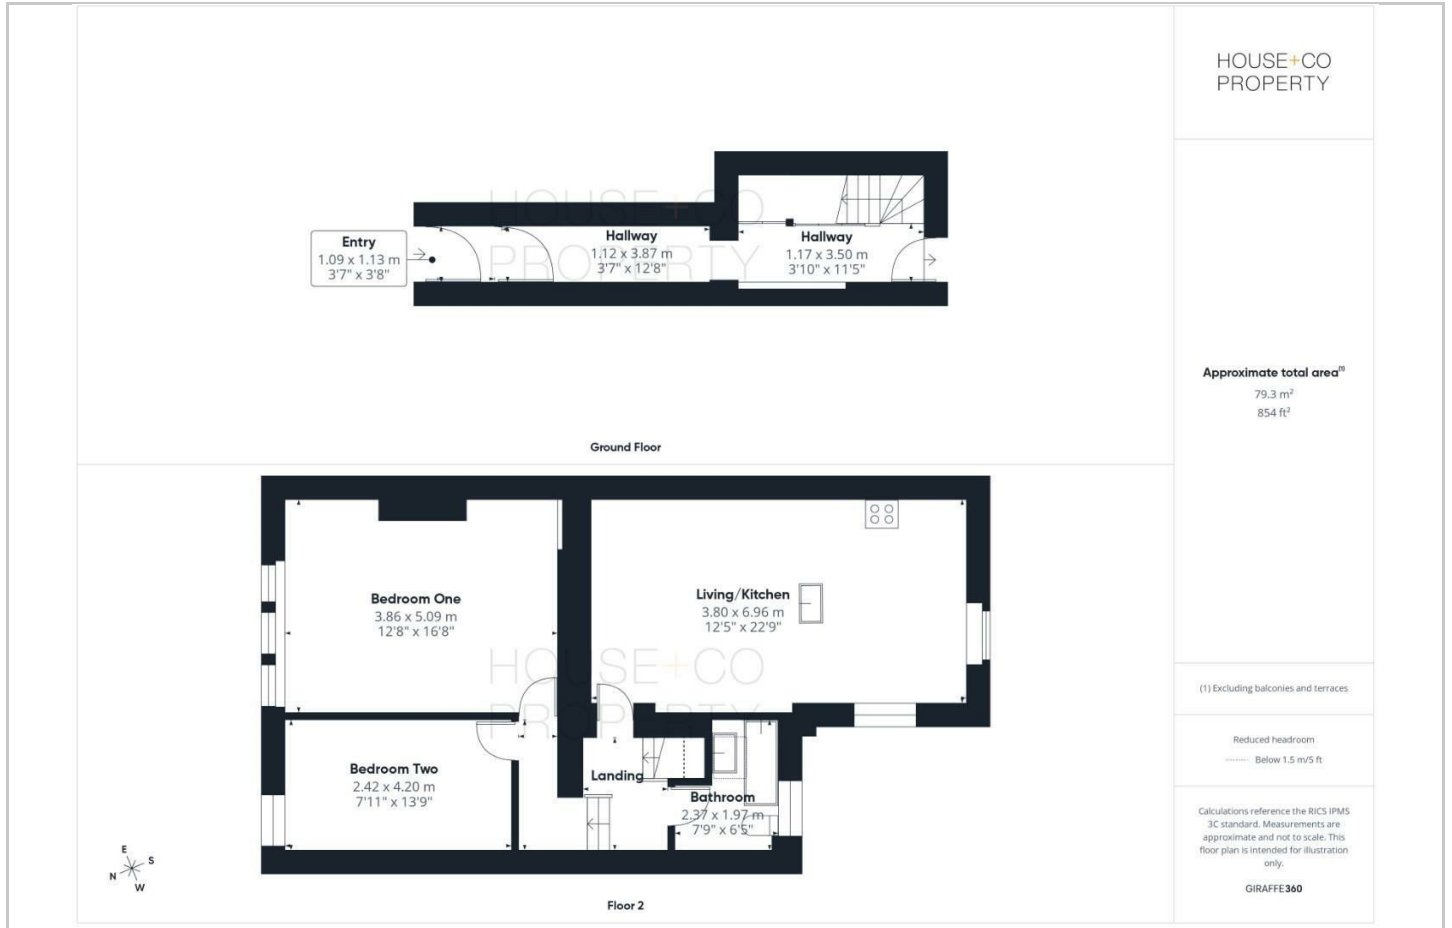 HOUSE+CO
PROPERTY
HOUSE+CO
PROPERTY
Entry
1.09 x 1.13 m
3'7" x 3'8"
Hallway
1.12 x 3.87 m
3'7" x 12'8"
Hallway
1.17 x 3.50 m
3'10" x 11'5"
Ground Floor
Approximate total area(1)
79.3 m²
854 ft²
Bedroom One
3.86 x 5.09 m
12'8" x 16'8"
Living/Kitchen
3.80 x 6.96 m
12'5" x 22'9"
HOUSE+CO
PROPERTY
Bedroom Two
2.42 x 4.20 m
7'11" x 13'9"
Landing
Bathroom
2.37 x 1.97 m
7'9" x 6'5"
E
S
N
W
Floor 2
(1) Excluding balconies and terraces
Reduced headroom
Below 1.5 m/5 ft
Calculations reference the RICS IPMS
3C standard. Measurements are
approximate and not to scale. This
floor plan is intended for illustration
only.
GIRAFFE360